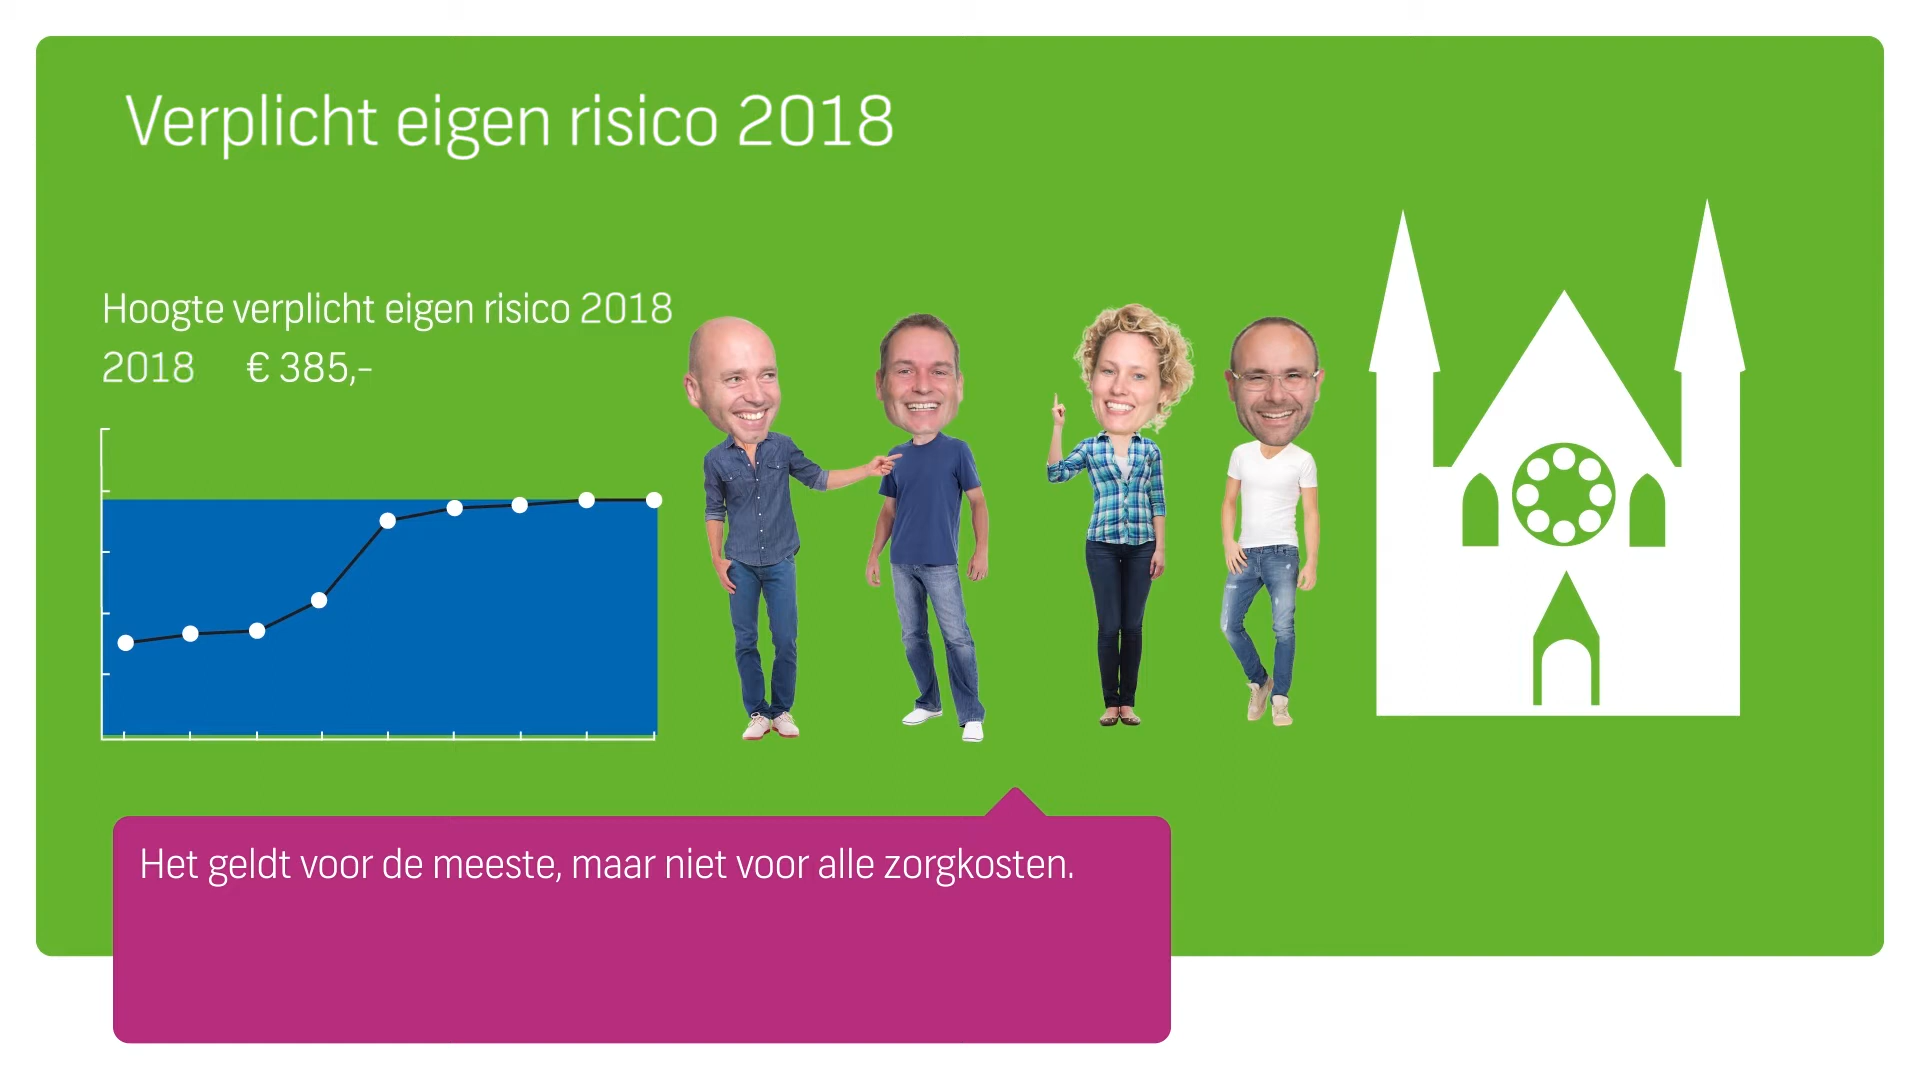 Verplicht eigen risico 2018
Hoogte verplicht eigen risico 2018
2018 € 385,-
Het geldt voor de meeste, maar niet voor alle zorgkosten.